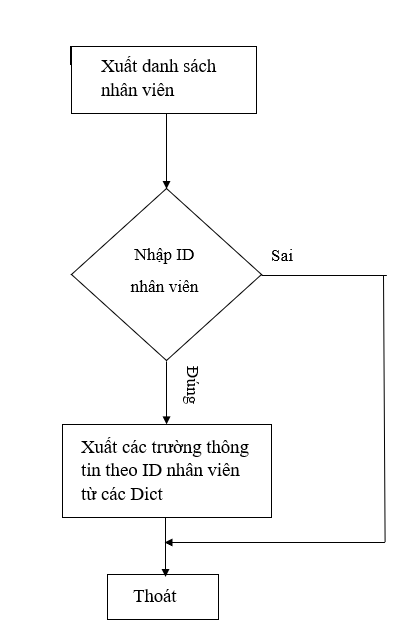 Xuất danh sách
nhân viên
Nhập ID
nhân viên
Sai
Đúng
Xuất các trường thông
tin theo ID nhân viên
từ các Dict
Thoát